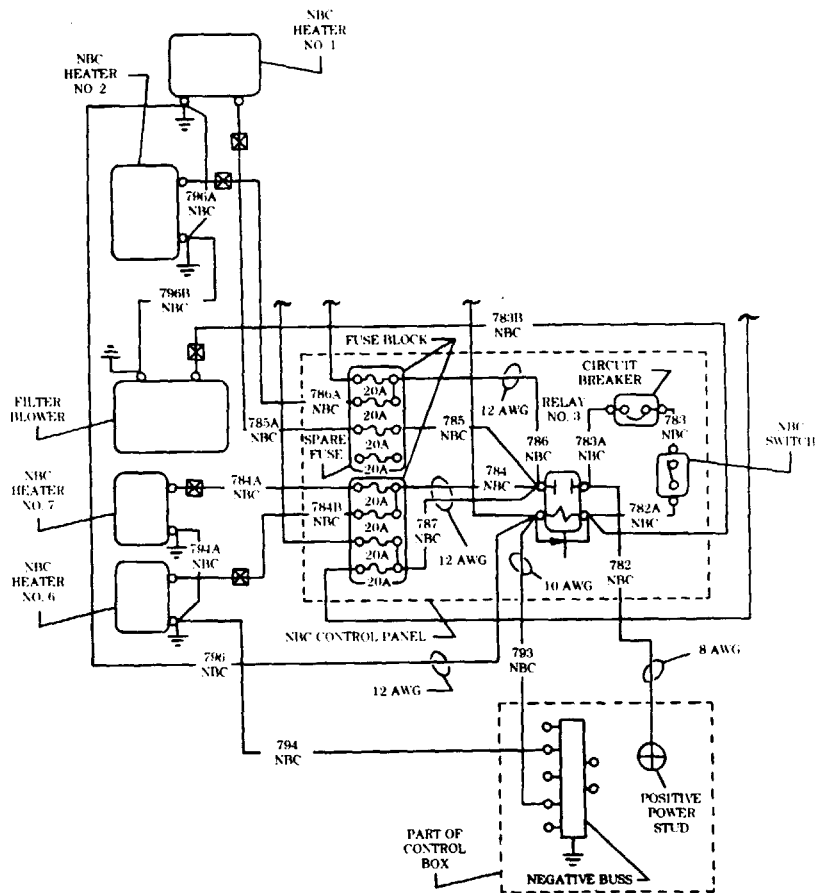 NBC
HEATER
NO. 1
NBC
HEATER
NO. 2
796A
NBC
796B
NBC
783B
NBC
FUSE BLOCK
CIRCUIT
BREAKER
FILTER
BLOWER
786A
NBC
20A
12 AWG
RELAY
NO. 3
783
NBC
NBC
SWITCH
785A
NBC
20A
785
NBC
786
NBC
783A
NBC
SPARE
FUSE
20A
20A
NBC
HEATER
NO. 7
784A
NBC
20A
784
NBC
784B
NBC
20A
787
NBC
782A
NBC
794A
NBC
20A
12 AWG
NBC
HEATER
NO. 6
20A
10 AWG
782
NBC
NBC CONTROL PANEL
796
NBC
12 AWG
793
NBC
8 AWG
794
NBC
POSITIVE
POWER
STUD
PART OF
CONTROL
BOX
NEGATIVE BUSS